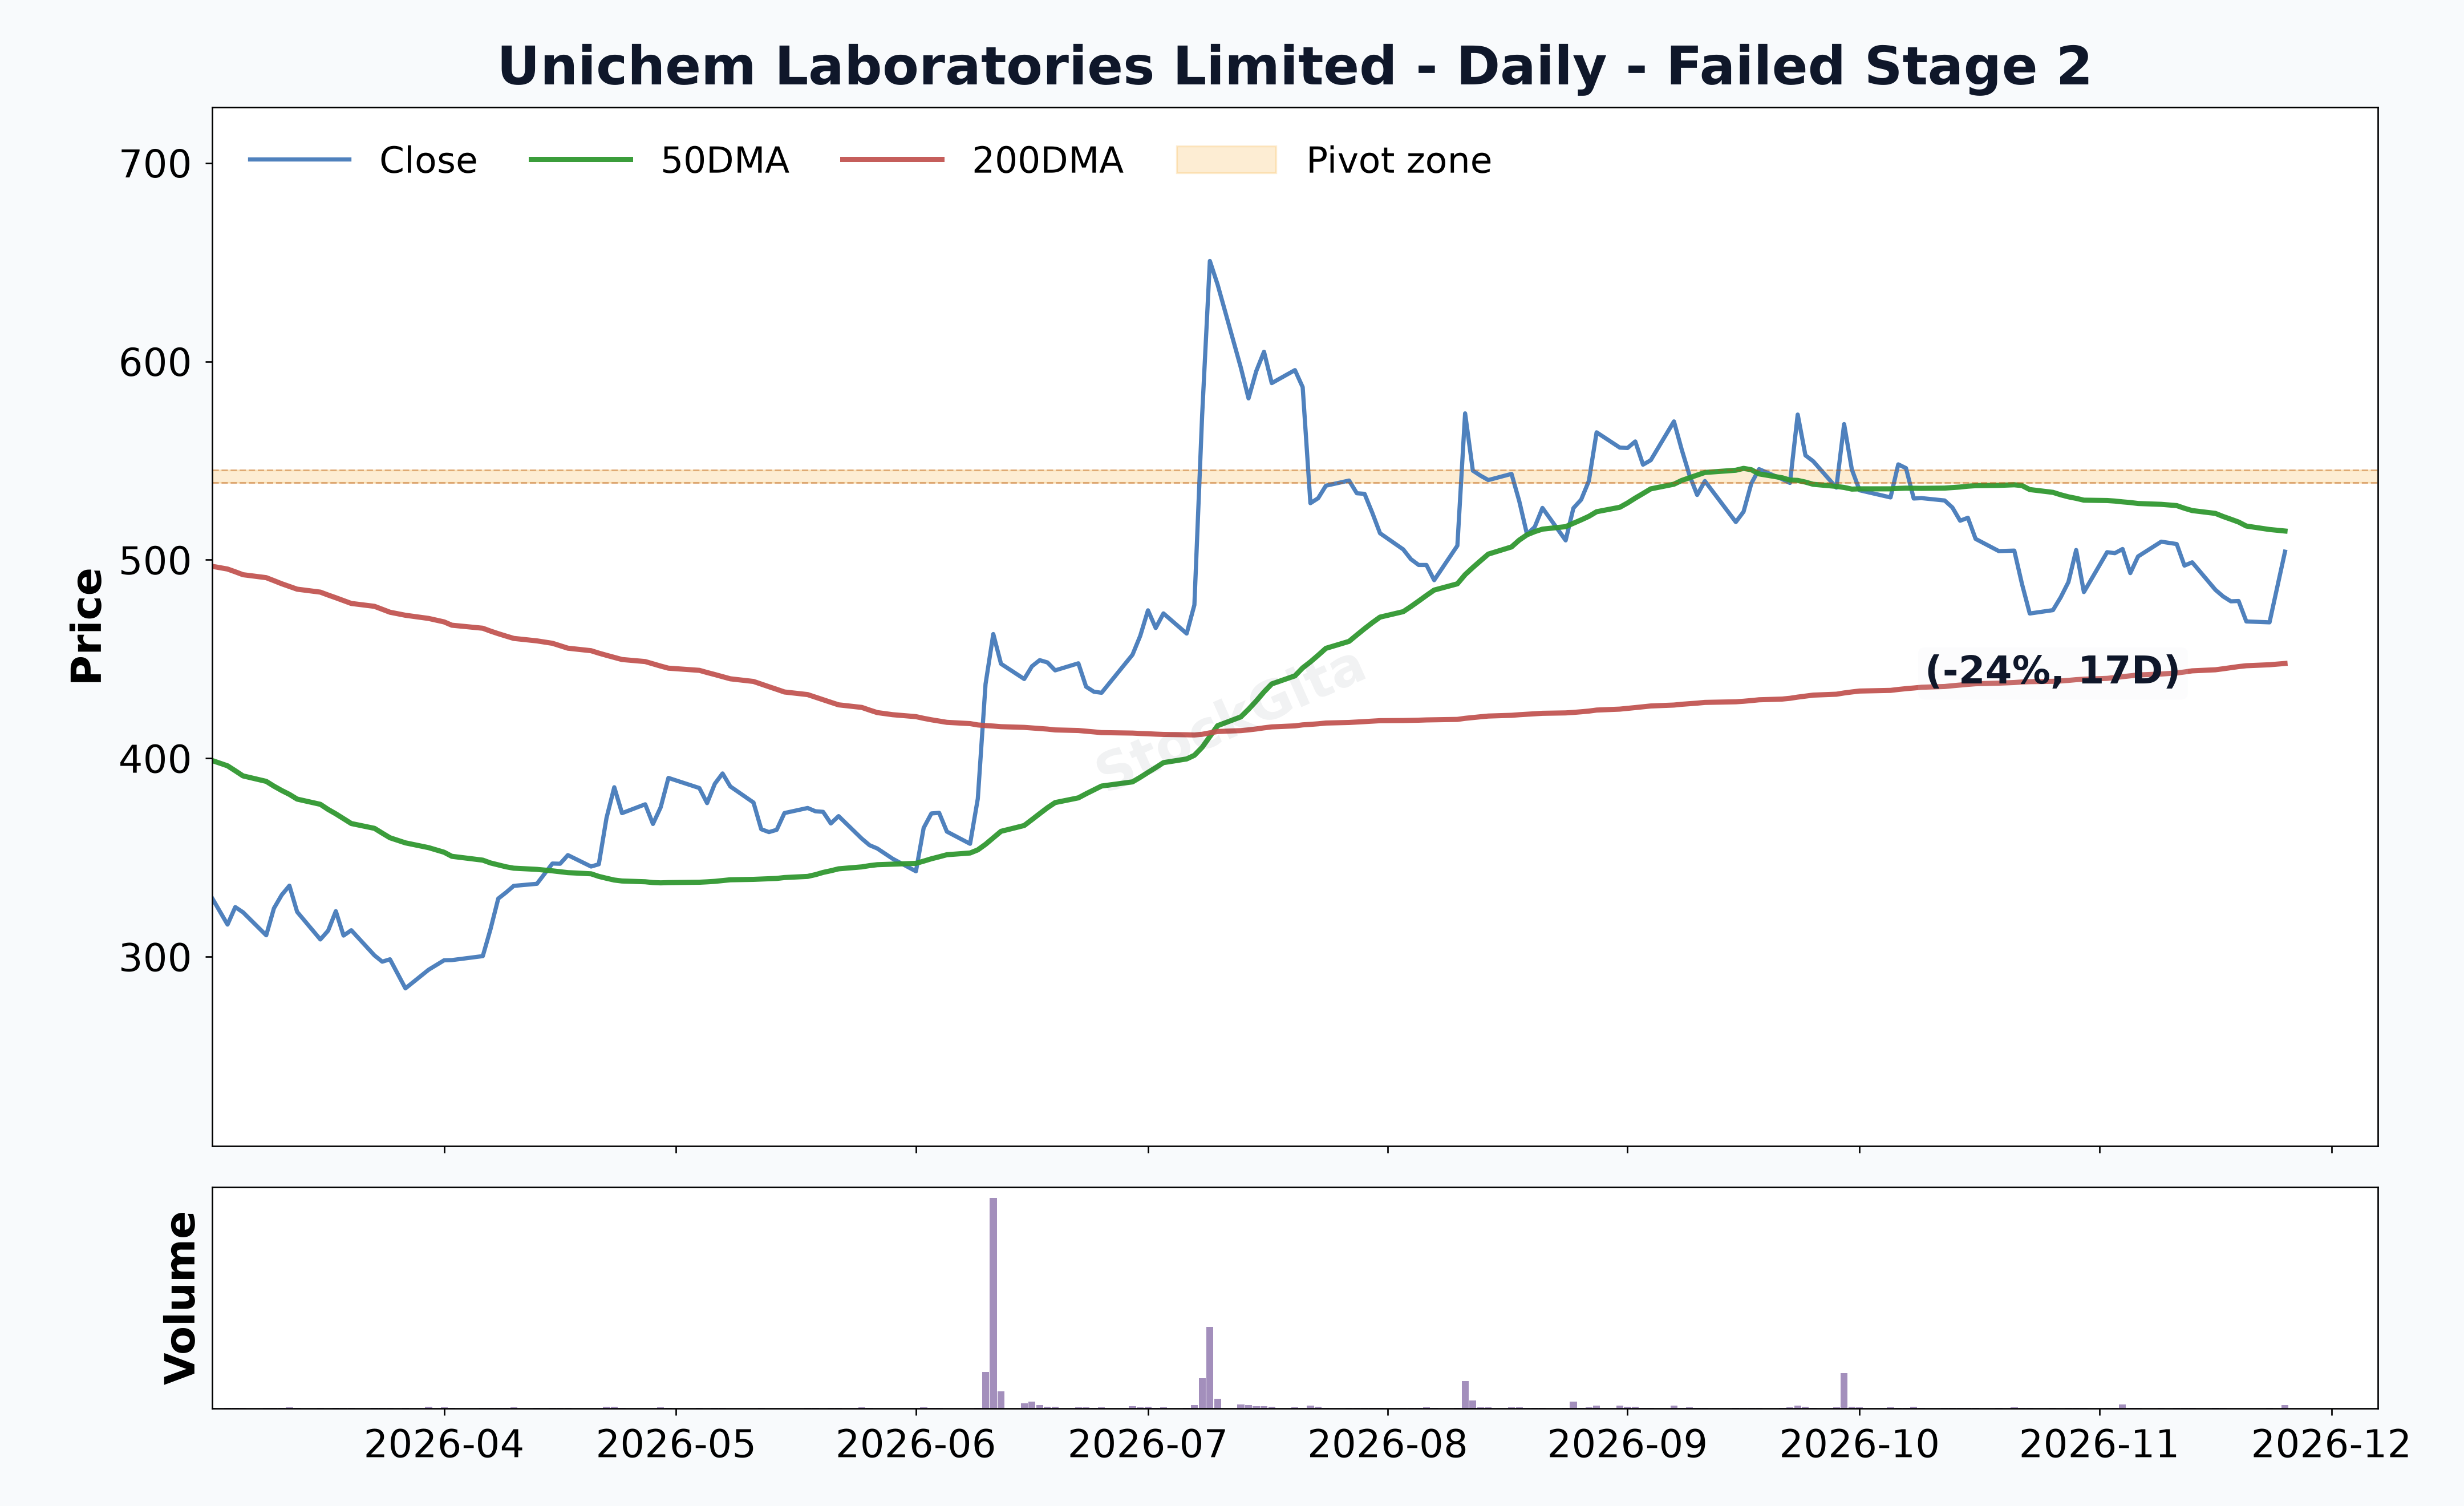 Unichem Laboratories Limited - Daily - Failed Stage 2
Close 50DMA 200DMA Pivot zone
700
600
500
400
300
Price
(-24%, 17D)
StockGita
Volume
2026-04 2026-05 2026-06 2026-07 2026-08 2026-09 2026-10 2026-11 2026-12